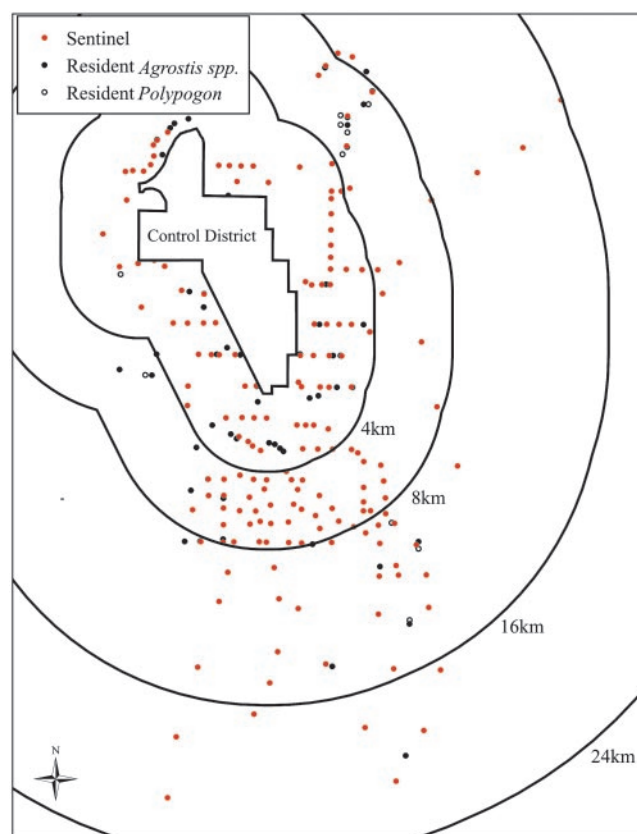 Sentinel
Resident Agrostis spp.
Resident Polypogon
Control District
4km
8km
16km
24km
N